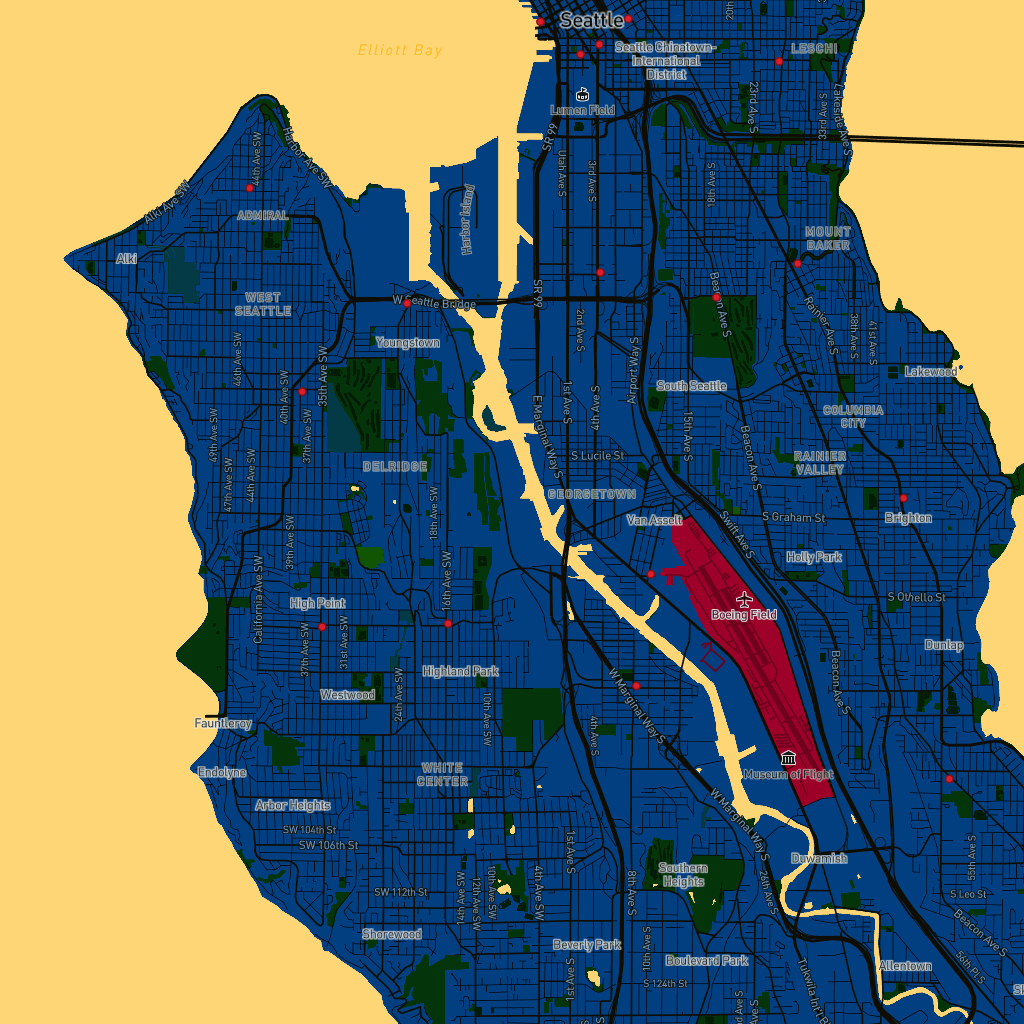 Seattle
20th
Elliott Bay
Seattle Chinatown-
International
District
LESCHI
Lumen Field
23rd Ave S
33rd Ave S
Lakeside Ave S
SR 99
44th Ave SW
Harbor Ave SW
Utah Ave S
3rd Ave S
18th Ave S
Alki Ave SW
ADMIRAL
Harbor Island
MOUNT
BAKER
Alki
WEST
SEATTLE
W Seattle Bridge
SR 99
Beacon Ave S
Rainier Ave S
38th Ave S
41st Ave S
2nd Ave S
Youngstown
46th Ave SW
35th Ave SW
Airport Way S
Lakewood
40th Ave SW
South Seattle
1st Ave S
4th Ave S
COLUMBIA
CITY
49th Ave SW
37th Ave SW
E Marginal Way S
15th Ave S
Beacon Ave S
S Lucile St
RAINIER
VALLEY
DELRIDGE
47th Ave SW
44th Ave SW
GEORGETOWN
18th Ave SW
Van Asselt
S Graham St
Brighton
39th Ave SW
Swift Ave S
Holly Park
California Ave SW
16th Ave SW
S Othello St
High Point
Boeing Field
37th Ave SW
31st Ave SW
Dunlap
Highland Park
24th Ave SW
W Marginal Way S
Beacon Ave S
Westwood
10th Ave SW
4th Ave S
Fauntleroy
Endolyne
WHITE
CENTER
Museum of Flight
Arbor Heights
W Marginal Way S
SW 104th St
SW 106th St
1st Ave S
Duwamish
55th Ave S
Southern
Heights
SW 112th St
14th Ave SW
12th Ave SW
10th Ave SW
4th Ave SW
8th Ave S
26th Ave S
S Leo St
Beacon Ave S
Shorewood
Beverly Park
10th Ave S
Boulevard Park
Allentown
56th Pl S
1st Ave S
S 124th St
Tukwila Int'l B